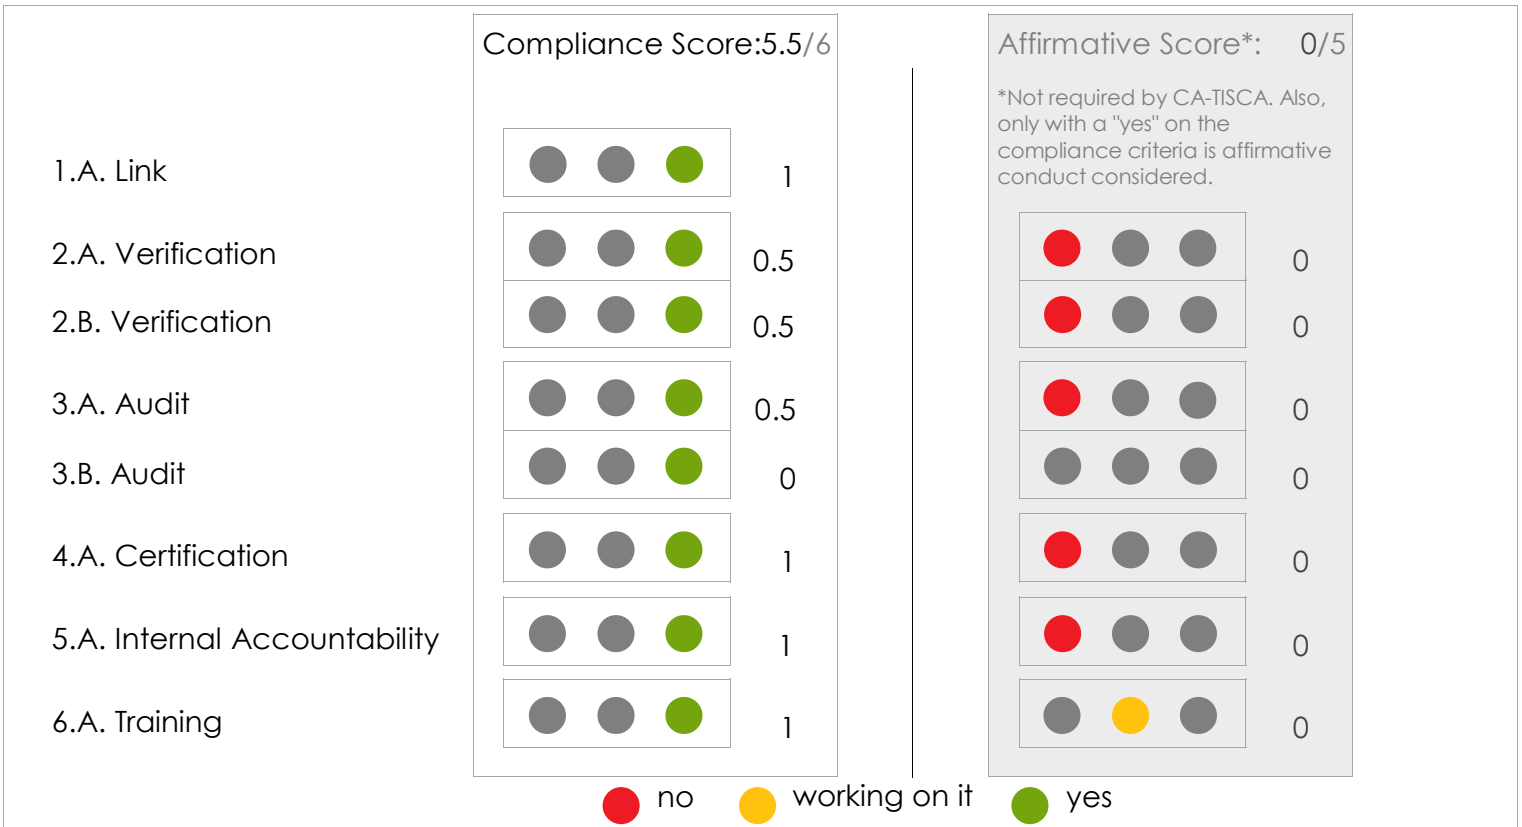 Compliance Score:5.5/6
Affirmative Score*: 0/5
*Not required by CA-TISCA. Also,
only with a "yes" on the
compliance criteria is affirmative
conduct considered.
1.A. Link 1
2.A. Verification 0.5 0
2.B. Verification 0.5 0
3.A. Audit 0.5 0
3.B. Audit 0 0
4.A. Certification 1 0
5.A. Internal Accountability 1 0
6.A. Training 1 0
no working on it yes